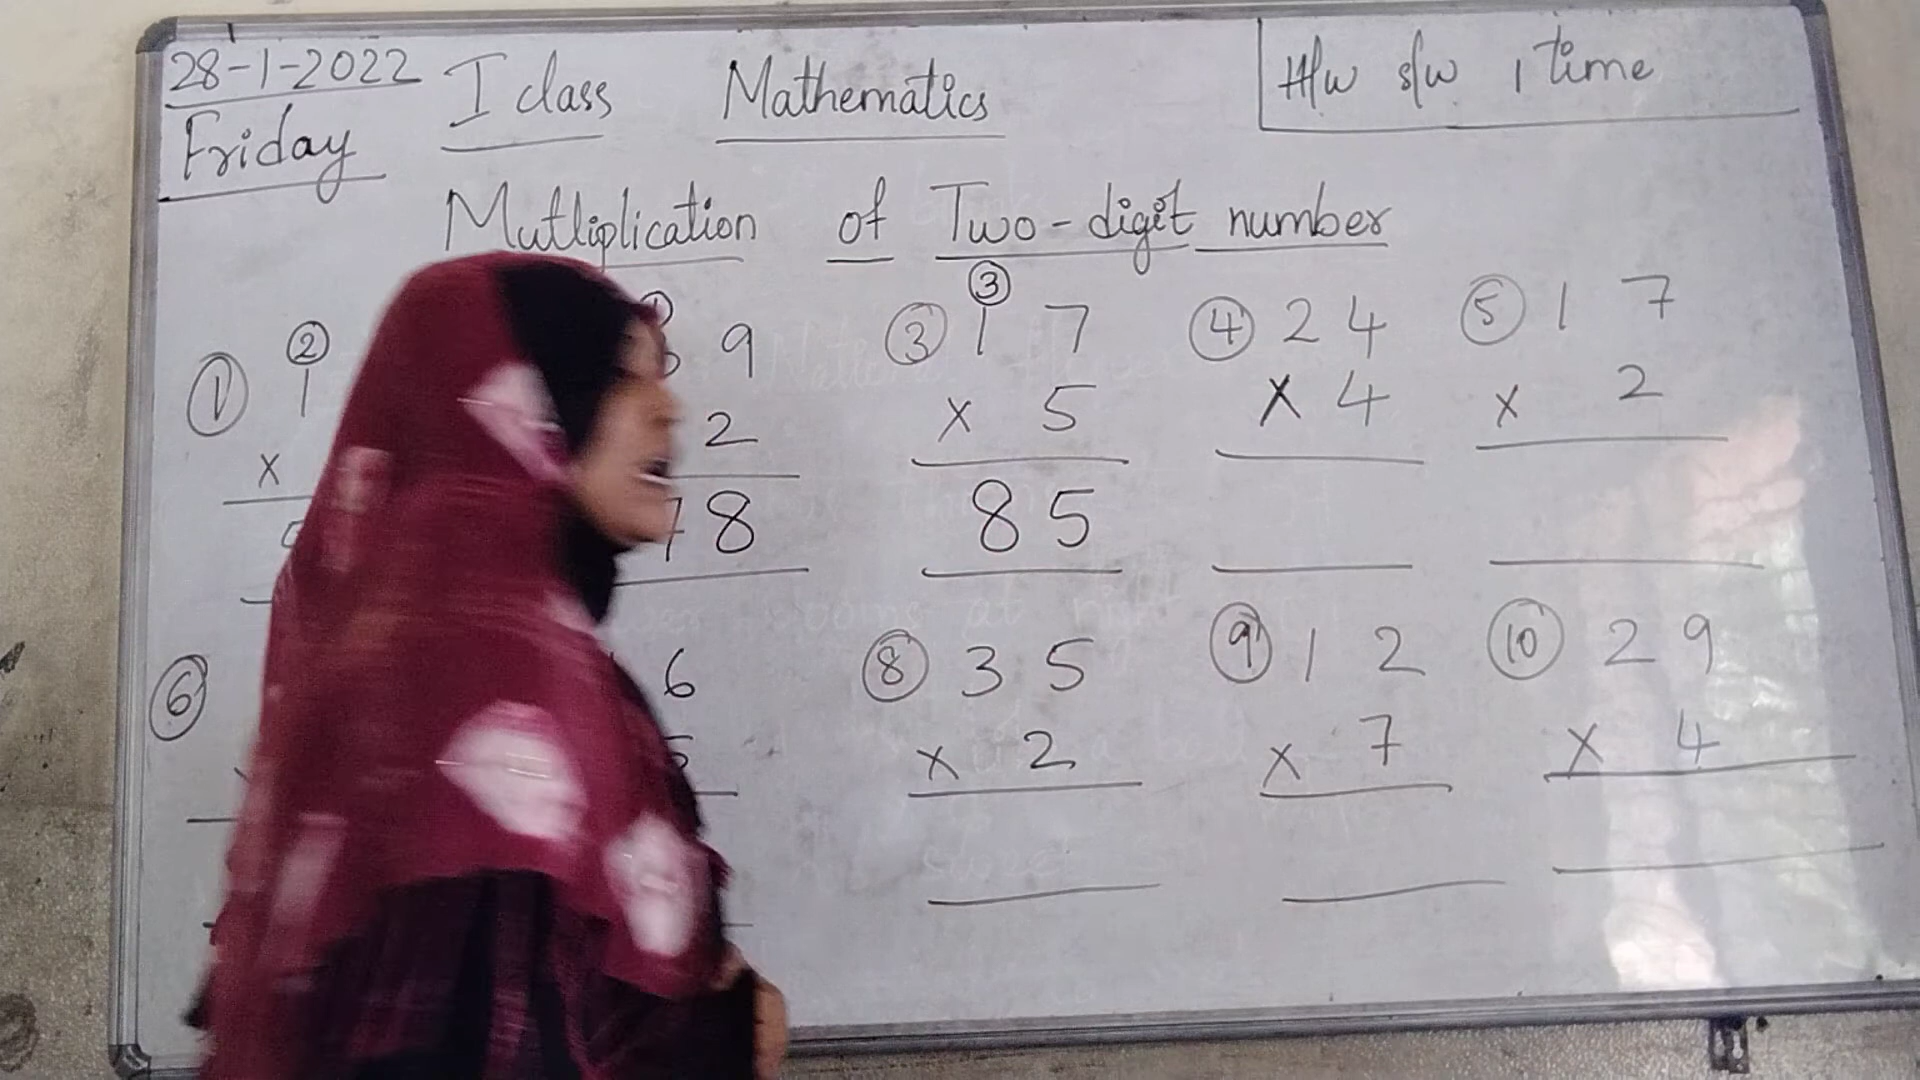 28-1-2022 I class Mathematics H/w s/w 1 time
Friday
Mutliplication of Two-digit number
② ③
① 1 9 ③ 1 7 ④ 2 4 ⑤ 1 7
x 2 x 5 x 4 x 2
7 8 8 5
⑥ 6 ⑧ 3 5 ⑨ 1 2 ⑩ 2 9
5 x 2 x 7 x 4